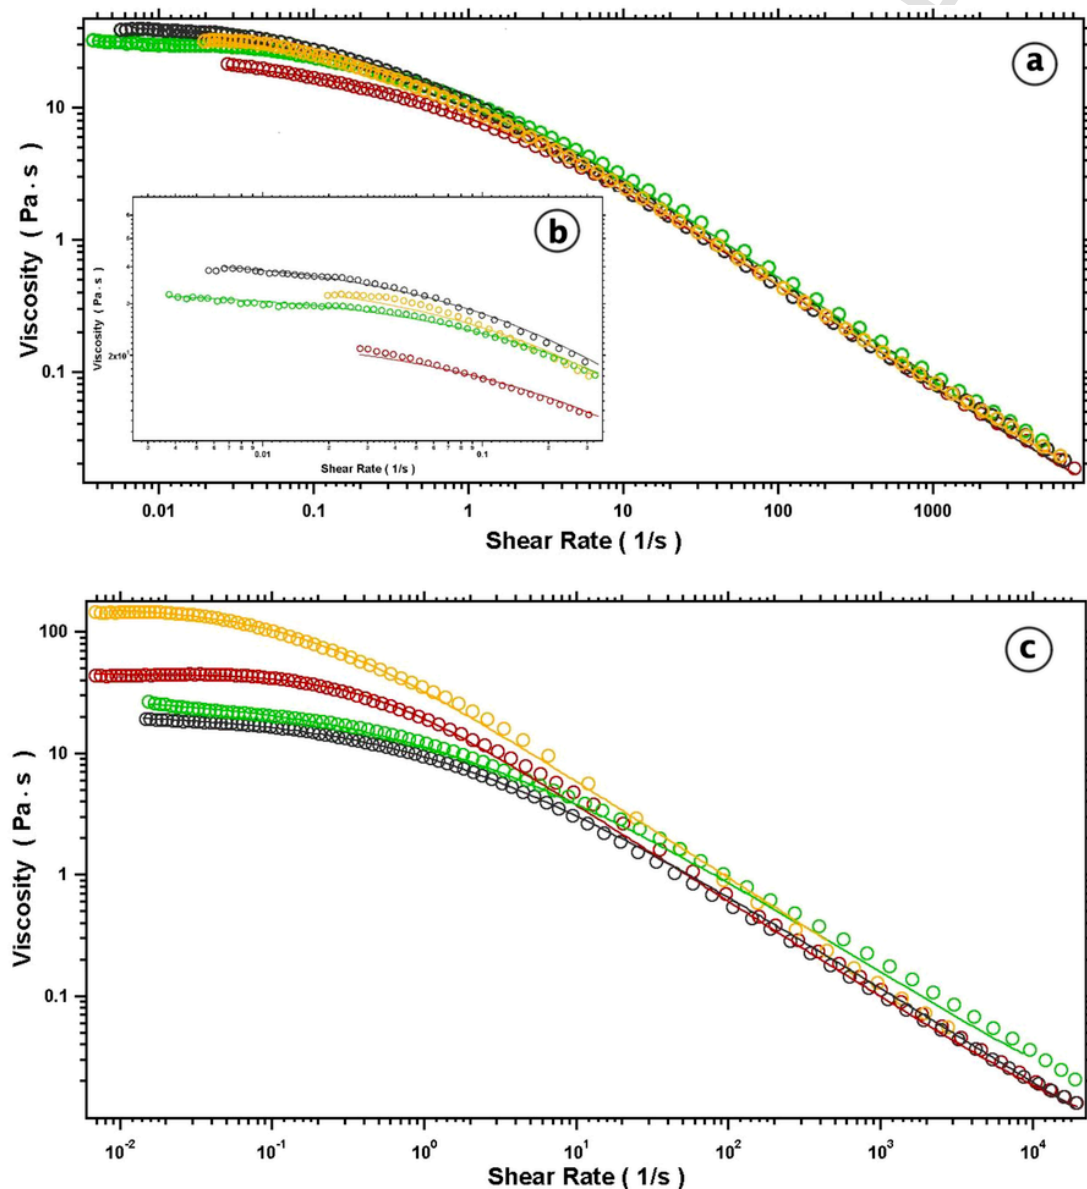 a
10
1
0.1
Viscosity ( Pa · s )
0.01 0.1 1 10 100 1000
Shear Rate ( 1/s )
b
Viscosity ( Pa · s )
2x10¹
0.01 0.1
Shear Rate ( 1/s )
c
100
10
1
0.1
Viscosity ( Pa · s )
10⁻² 10⁻¹ 10⁰ 10¹ 10² 10³ 10⁴
Shear Rate ( 1/s )